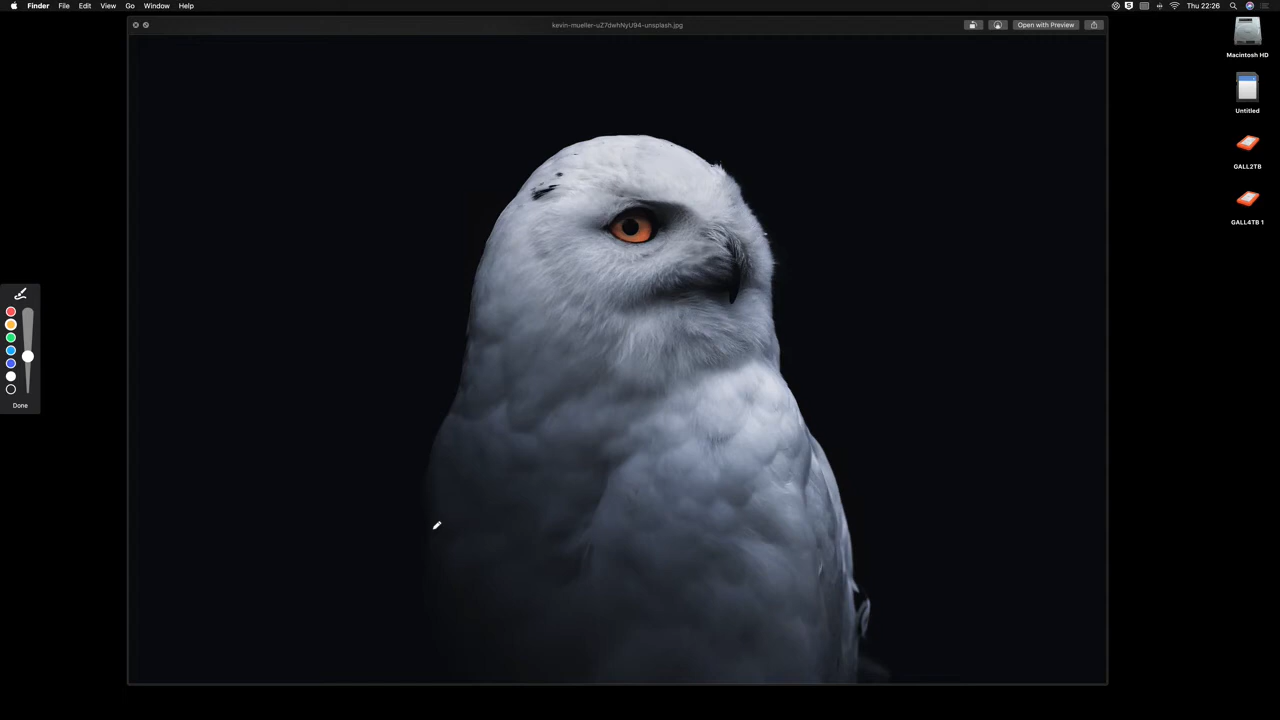 Finder File Edit View Go Window Help Thu 22:26
kevin-mueller-uZ7dwhNyU94-unsplash.jpg Open with Preview
Macintosh HD
Untitled
GALL2TB
GALL4TB 1
Done